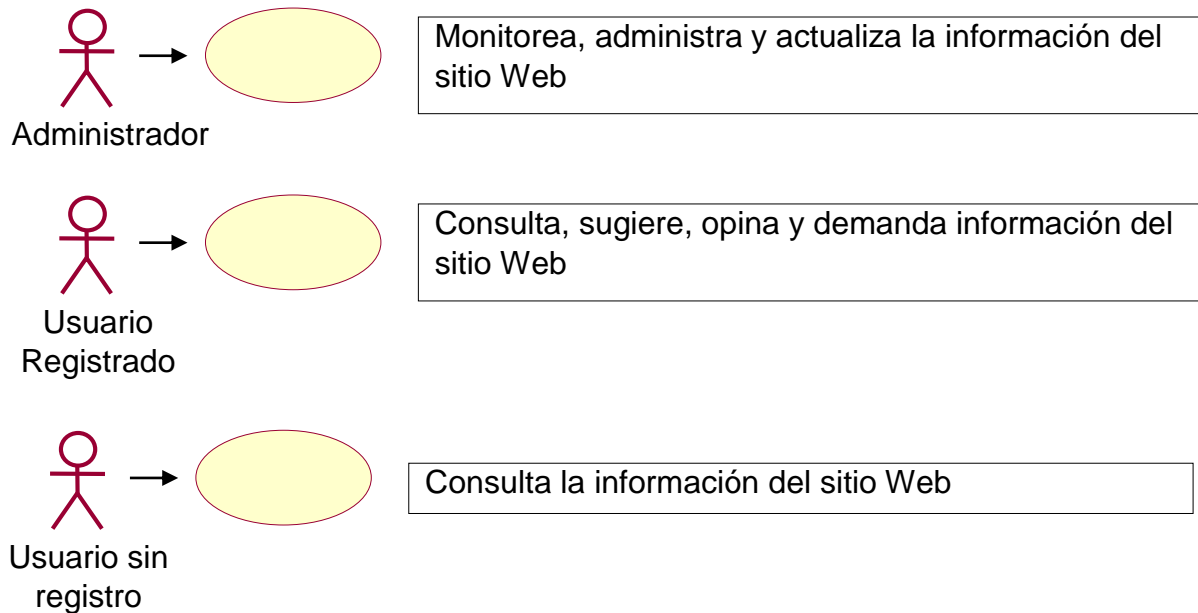 Monitorea, administra y actualiza la información del
sitio Web
Administrador
Consulta, sugiere, opina y demanda información del
sitio Web
Usuario
Registrado
Consulta la información del sitio Web
Usuario sin
registro